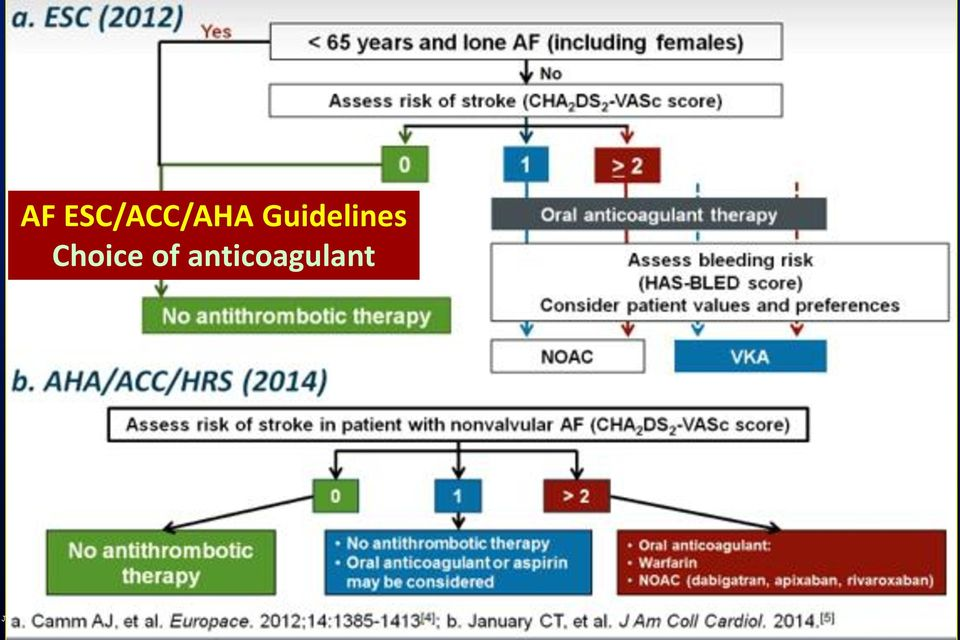 a. ESC (2012)
Yes
< 65 years and lone AF (including females)
No
Assess risk of stroke (CHA₂DS₂-VASc score)
0
1
≥ 2
AF ESC/ACC/AHA Guidelines
Choice of anticoagulant
Oral anticoagulant therapy
Assess bleeding risk
(HAS-BLED score)
Consider patient values and preferences
No antithrombotic therapy
NOAC
VKA
b. AHA/ACC/HRS (2014)
Assess risk of stroke in patient with nonvalvular AF (CHA₂DS₂-VASc score)
0
1
> 2
No antithrombotic
therapy
• No antithrombotic therapy
• Oral anticoagulant or aspirin
may be considered
• Oral anticoagulant:
• Warfarin
• NOAC (dabigatran, apixaban, rivaroxaban)
J
a. Camm AJ, et al. Europace. 2012;14:1385-1413[4]; b. January CT, et al. J Am Coll Cardiol. 2014.[5]